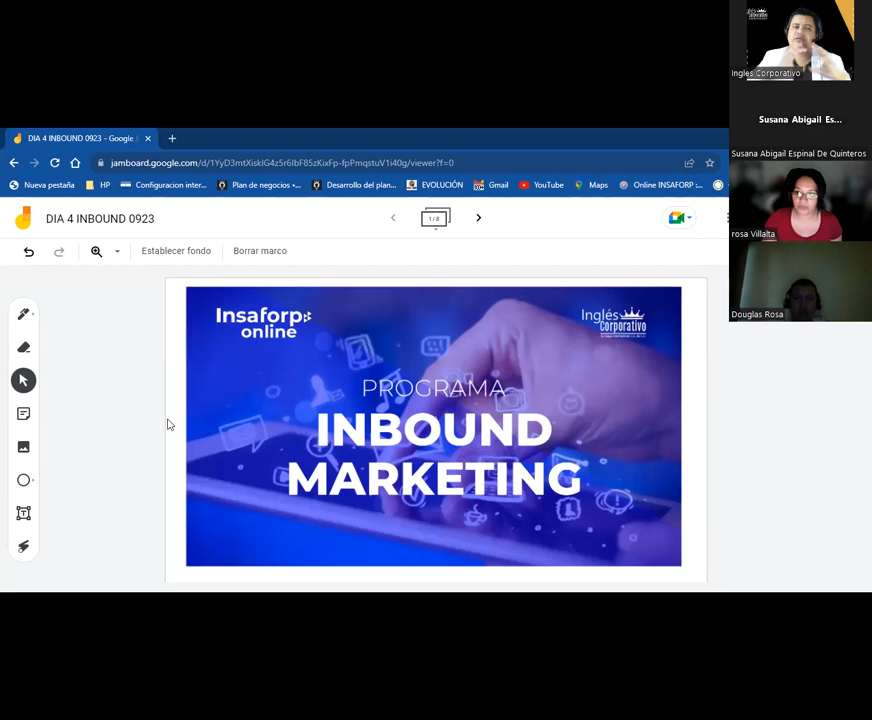 DIA 4 INBOUND 0923 - Google J
jamboard.google.com/d/1YyD3mtXisklG4z5r6IbF8SzKixFp-fpPmqstuV1i40g/viewer?f=0
Nueva pestaña
HP
Configuracion inter...
Plan de negocios •...
Desarrollo del plan...
EVOLUCIÓN
Gmail
YouTube
Maps
Online INSAFORP :...
DIA 4 INBOUND 0923
1 / 8
Establecer fondo
Borrar marco
Insaforp
online
Inglés
Corporativo
PROGRAMA
INBOUND
MARKETING
Ingles Corporativo
Susana Abigail Es...
Susana Abigail Espinal De Quinteros
rosa Villalta
Douglas Rosa